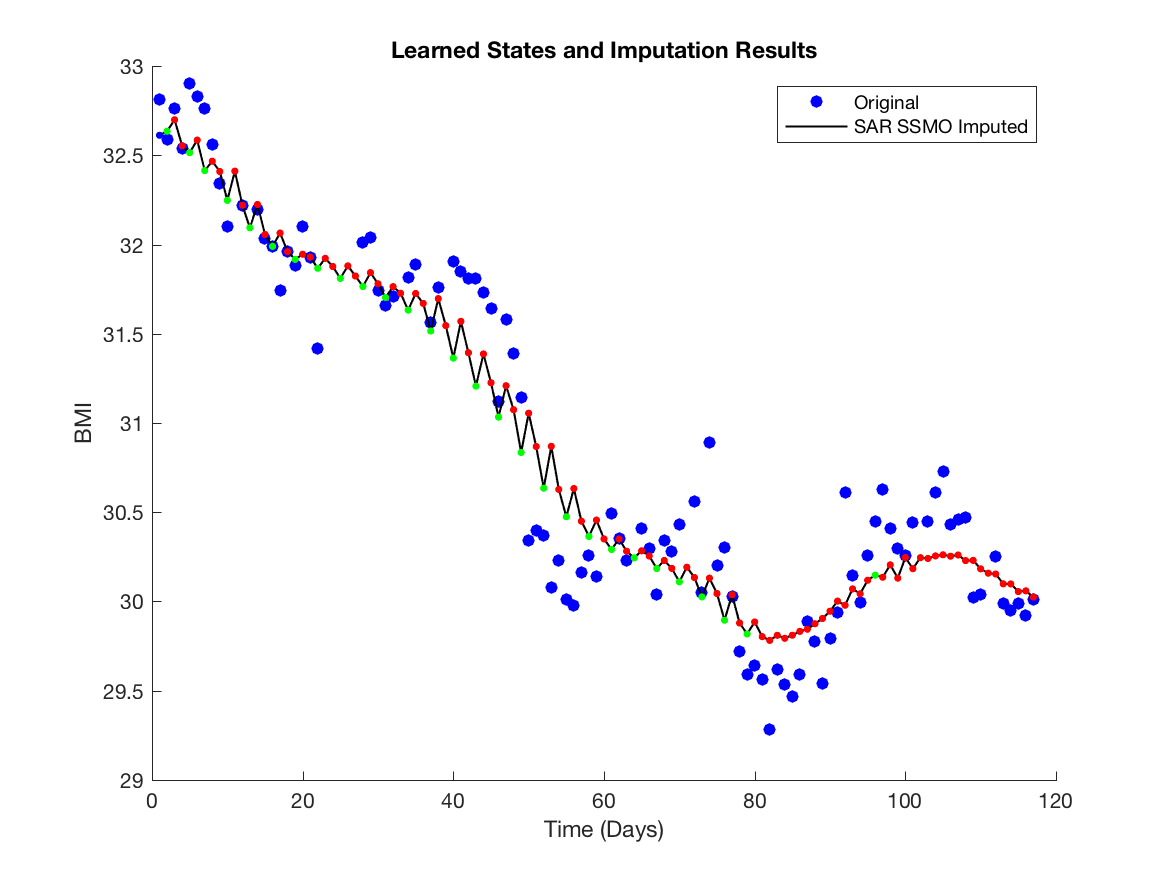 Learned States and Imputation Results
33
32.5
32
31.5
31
30.5
30
29.5
29
BMI
Original
SAR SSMO Imputed
0 20 40 60 80 100 120
Time (Days)